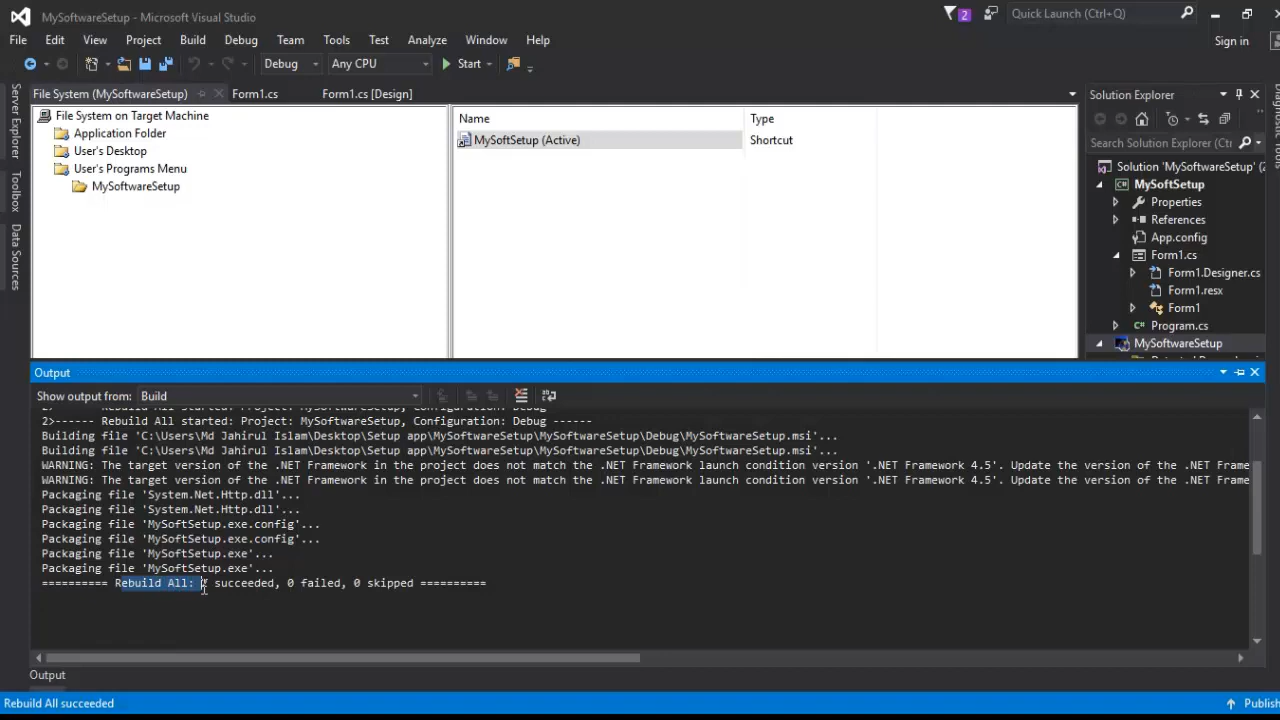 MySoftwareSetup - Microsoft Visual Studio
2
Quick Launch (Ctrl+Q)
File Edit View Project Build Debug Team Tools Test Analyze Window Help
Sign in
Debug Any CPU Start
Server Explorer
Toolbox
Data Sources
File System (MySoftwareSetup) Form1.cs Form1.cs [Design]
File System on Target Machine
Application Folder
User's Desktop
User's Programs Menu
MySoftwareSetup
Name Type
MySoftSetup (Active) Shortcut
Solution Explorer
Search Solution Explorer (Ctrl
Solution 'MySoftwareSetup' (2
MySoftSetup
Properties
References
App.config
Form1.cs
Form1.Designer.cs
Form1.resx
Form1
Program.cs
MySoftwareSetup
Output
Show output from: Build
2>------ Rebuild All started: Project: MySoftwareSetup, Configuration: Debug ------
Building file 'C:\Users\Md Jahirul Islam\Desktop\Setup app\MySoftwareSetup\MySoftwareSetup\Debug\MySoftwareSetup.msi'...
Building file 'C:\Users\Md Jahirul Islam\Desktop\Setup app\MySoftwareSetup\MySoftwareSetup\Debug\MySoftwareSetup.msi'...
WARNING: The target version of the .NET Framework in the project does not match the .NET Framework launch condition version '.NET Framework 4.5'. Update the version of the .NET Frame
WARNING: The target version of the .NET Framework in the project does not match the .NET Framework launch condition version '.NET Framework 4.5'. Update the version of the .NET Frame
Packaging file 'System.Net.Http.dll'...
Packaging file 'System.Net.Http.dll'...
Packaging file 'MySoftSetup.exe.config'...
Packaging file 'MySoftSetup.exe.config'...
Packaging file 'MySoftSetup.exe'...
Packaging file 'MySoftSetup.exe'...
========== Rebuild All: succeeded, 0 failed, 0 skipped ==========
Output
Rebuild All succeeded
Publish